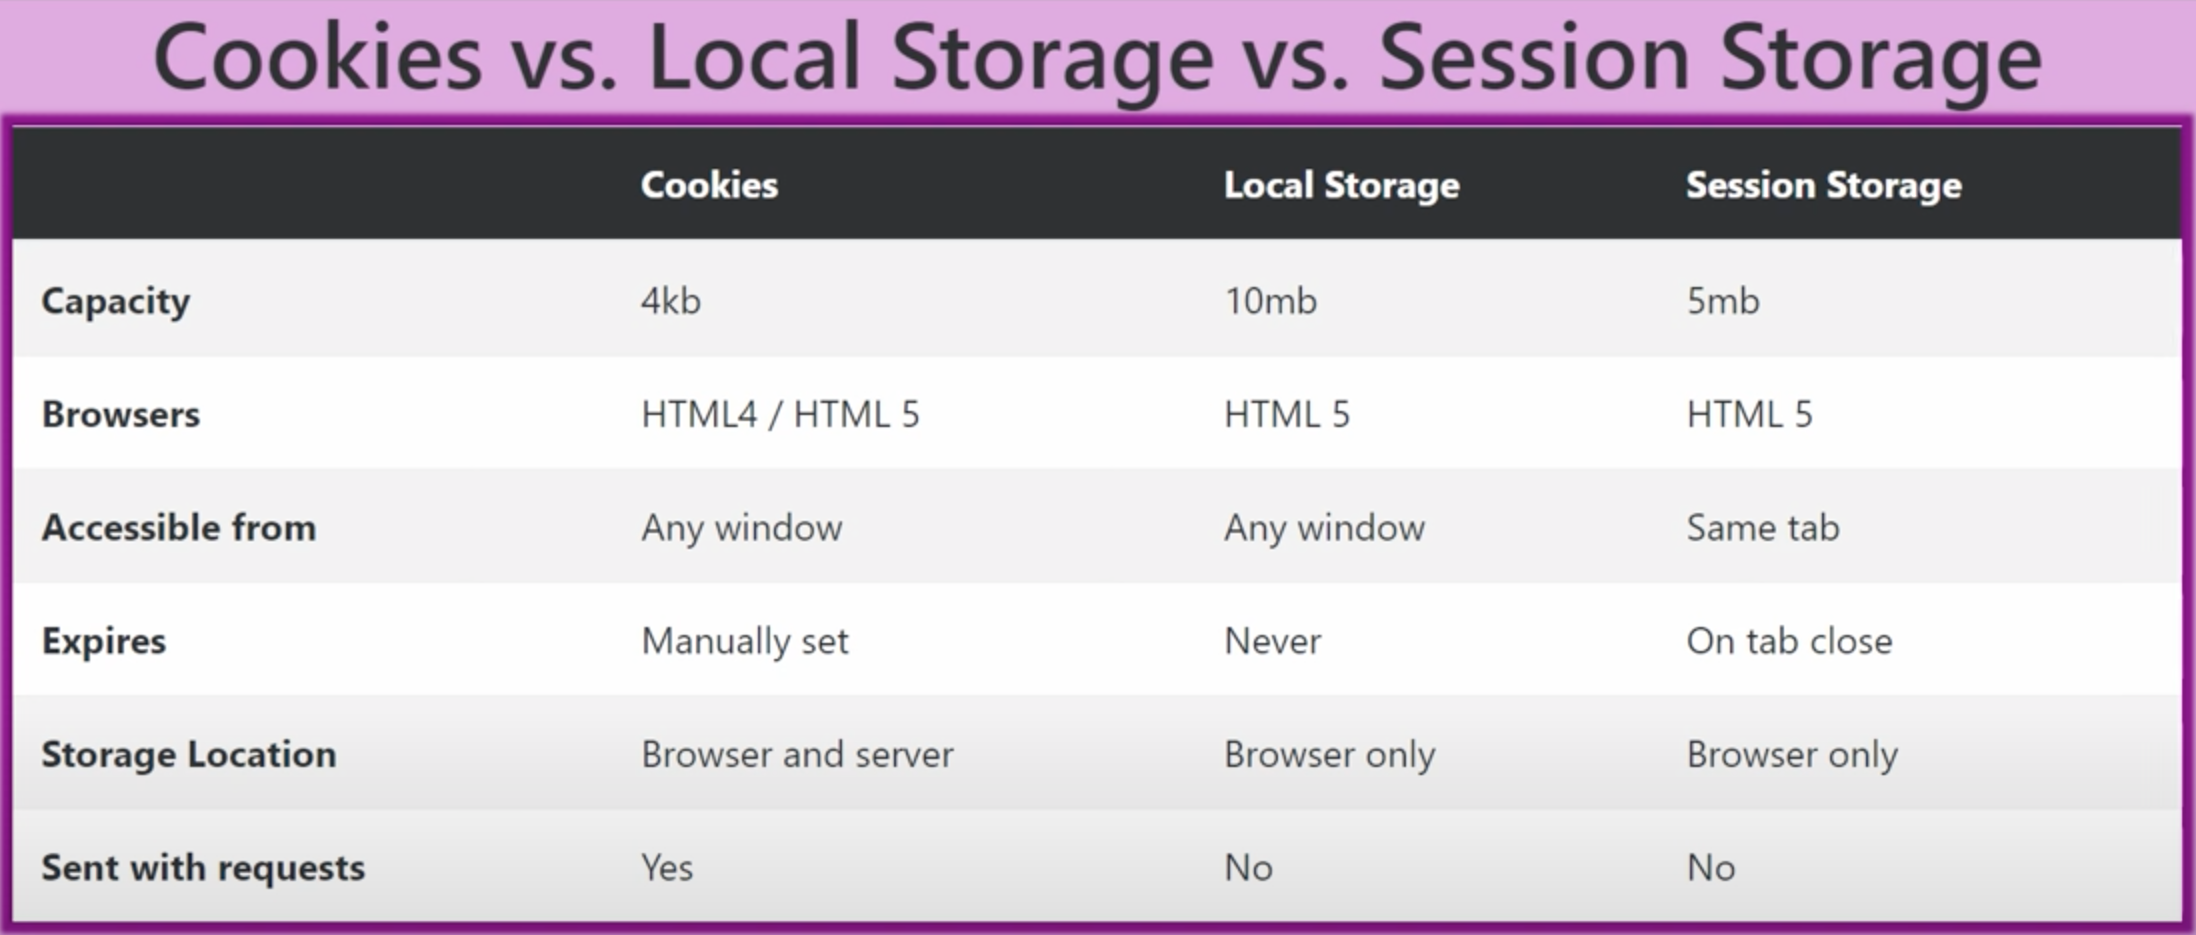 Cookies vs. Local Storage vs. Session Storage
Cookies Local Storage Session Storage
Capacity 4kb 10mb 5mb
Browsers HTML4 / HTML 5 HTML 5 HTML 5
Accessible from Any window Any window Same tab
Expires Manually set Never On tab close
Storage Location Browser and server Browser only Browser only
Sent with requests Yes No No